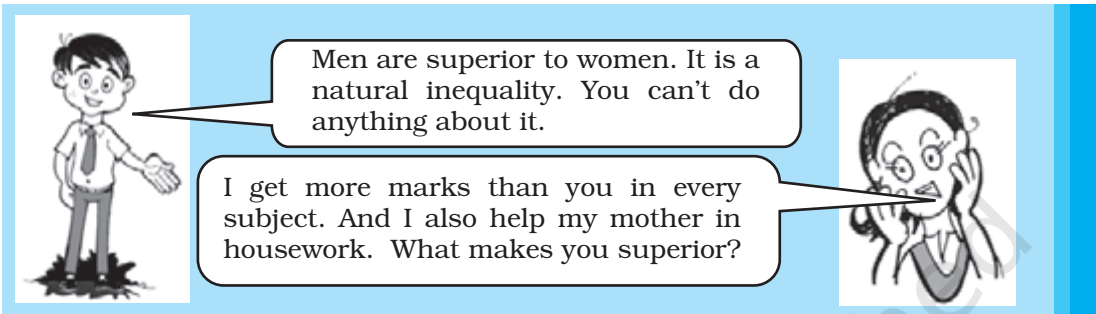 Men are superior to women. It is a
natural inequality. You can't do
anything about it.
I get more marks than you in every
subject. And I also help my mother in
housework. What makes you superior?